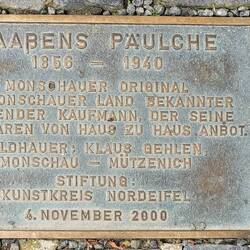 AABENS PÄULCHE
1856 — 1940
MONSCHAUER ORIGINAL
ONSCHAUER LAND BEKANNTER
ENDER KAUFMANN, DER SEINE
AREN VON HAUS ZU HAUS ANBOT
LDHAUER: KLAUS GEHLEN,
MONSCHAU – MÜTZENICH
STIFTUNG:
KUNSTKREIS NORDEIFEL
4. NOVEMBER 2000